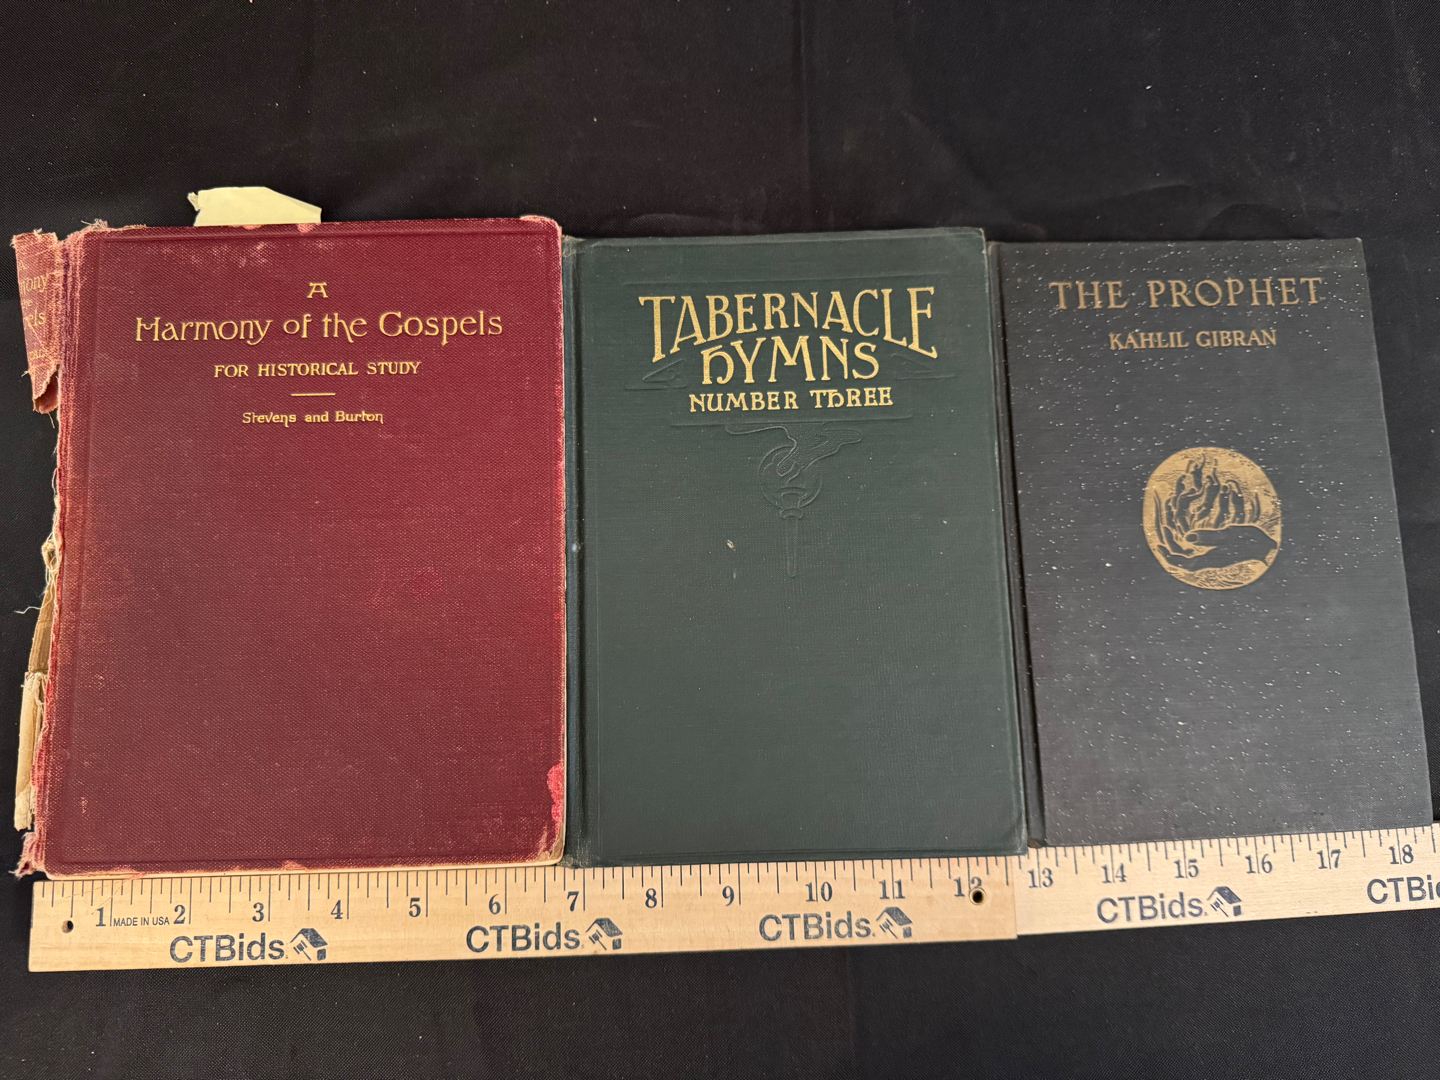 A
Harmony of the Gospels
FOR HISTORICAL STUDY
Stevens and Burton
TABERNACLE
HYMNS
NUMBER THREE
THE PROPHET
KAHLIL GIBRAN
1 MADE IN USA 2 3 4 5 6 7 8 9 10 11 12 13 14 15 16 17 18
CTBids CTBids CTBids CTBids